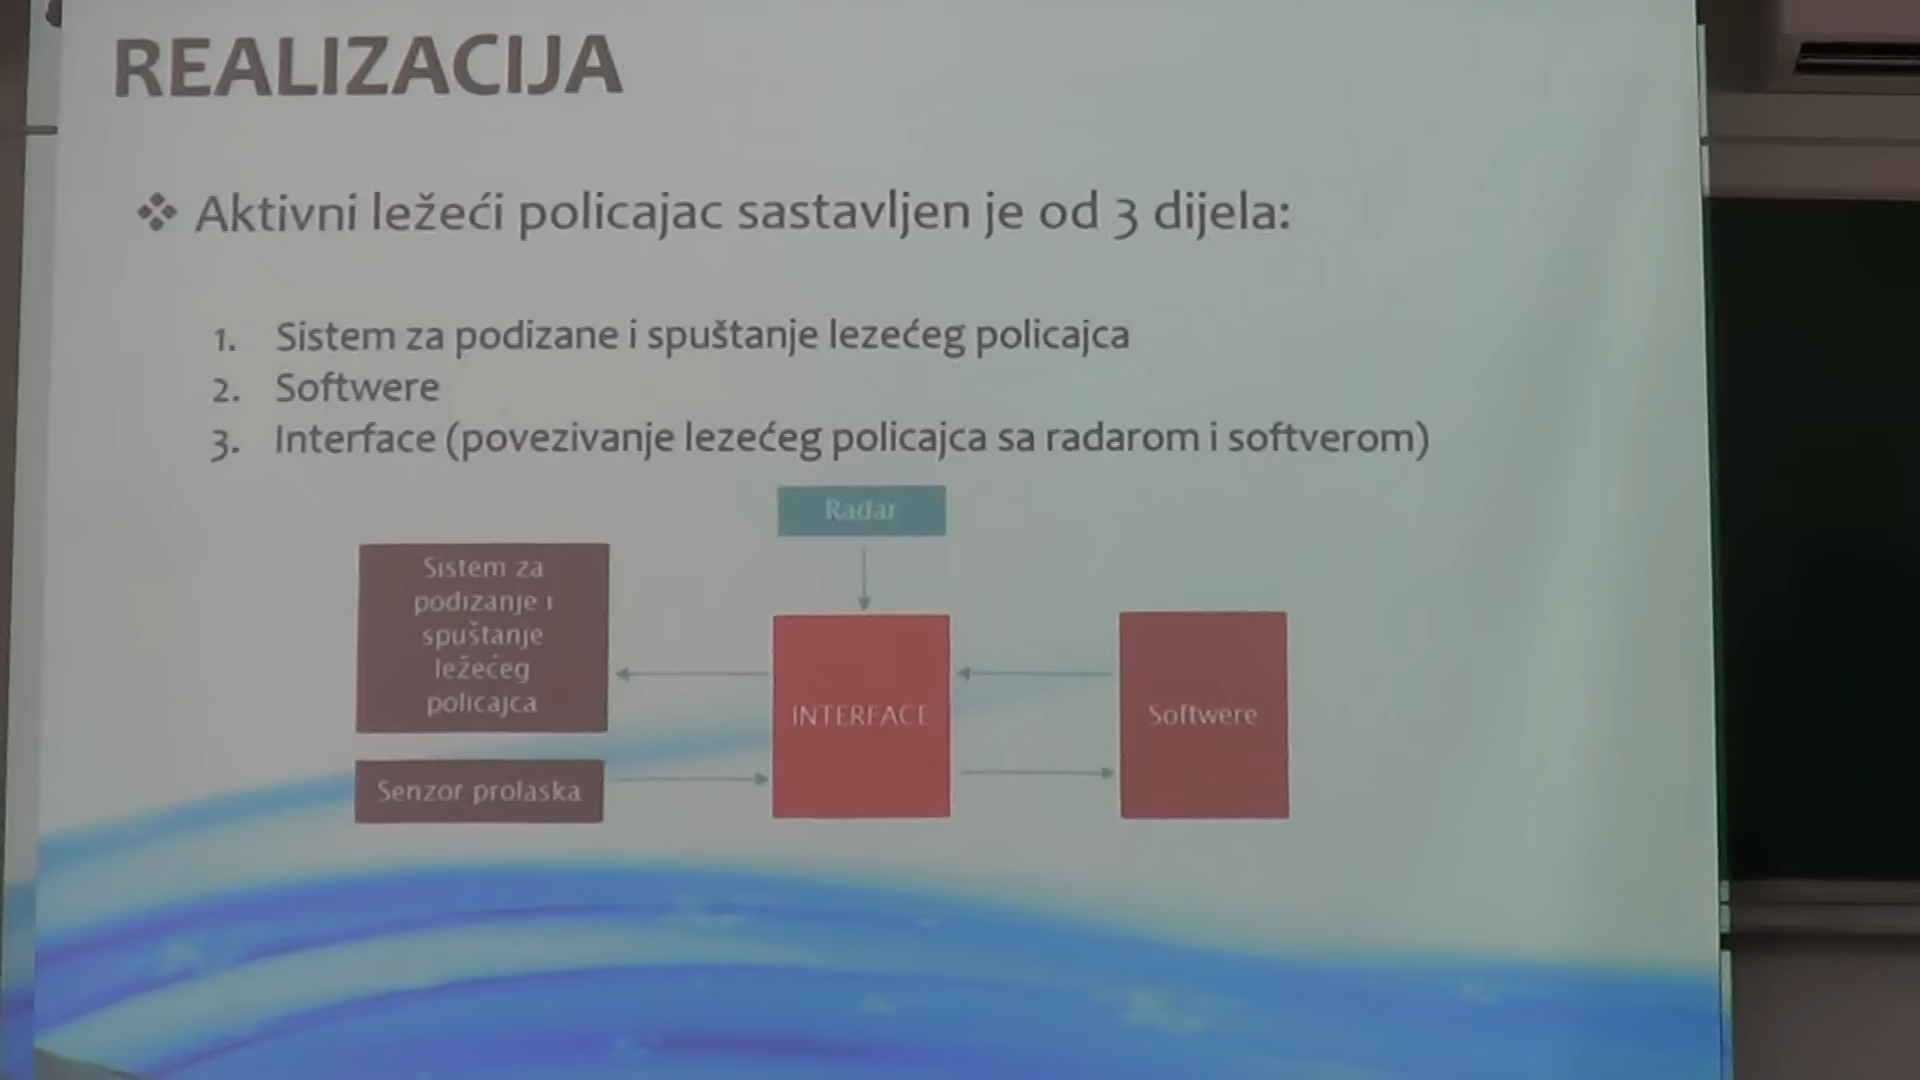 REALIZACIJA
❖ Aktivni ležeći policajac sastavljen je od 3 dijela:
1. Sistem za podizane i spuštanje lezećeg policajca
2. Softwere
3. Interface (povezivanje lezećeg policajca sa radarom i softverom)
Radar
Sistem za
podizanje i
spuštanje
ležećeg
policajca
INTERFACE
Softwere
Senzor prolaska